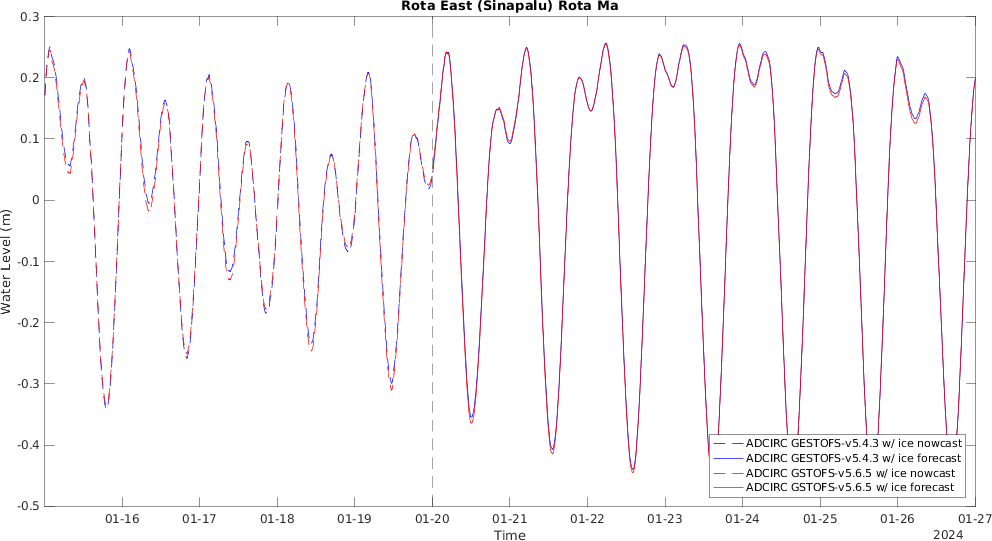 Rota East (Sinapalu) Rota Ma
0.3
0.2
0.1
0
-0.1
-0.2
-0.3
-0.4
-0.5
Water Level (m)
ADCIRC GESTOFS-v5.4.3 w/ ice nowcast
ADCIRC GESTOFS-v5.4.3 w/ ice forecast
ADCIRC GSTOFS-v5.6.5 w/ ice nowcast
ADCIRC GSTOFS-v5.6.5 w/ ice forecast
01-16 01-17 01-18 01-19 01-20 01-21 01-22 01-23 01-24 01-25 01-26 01-27
Time
2024